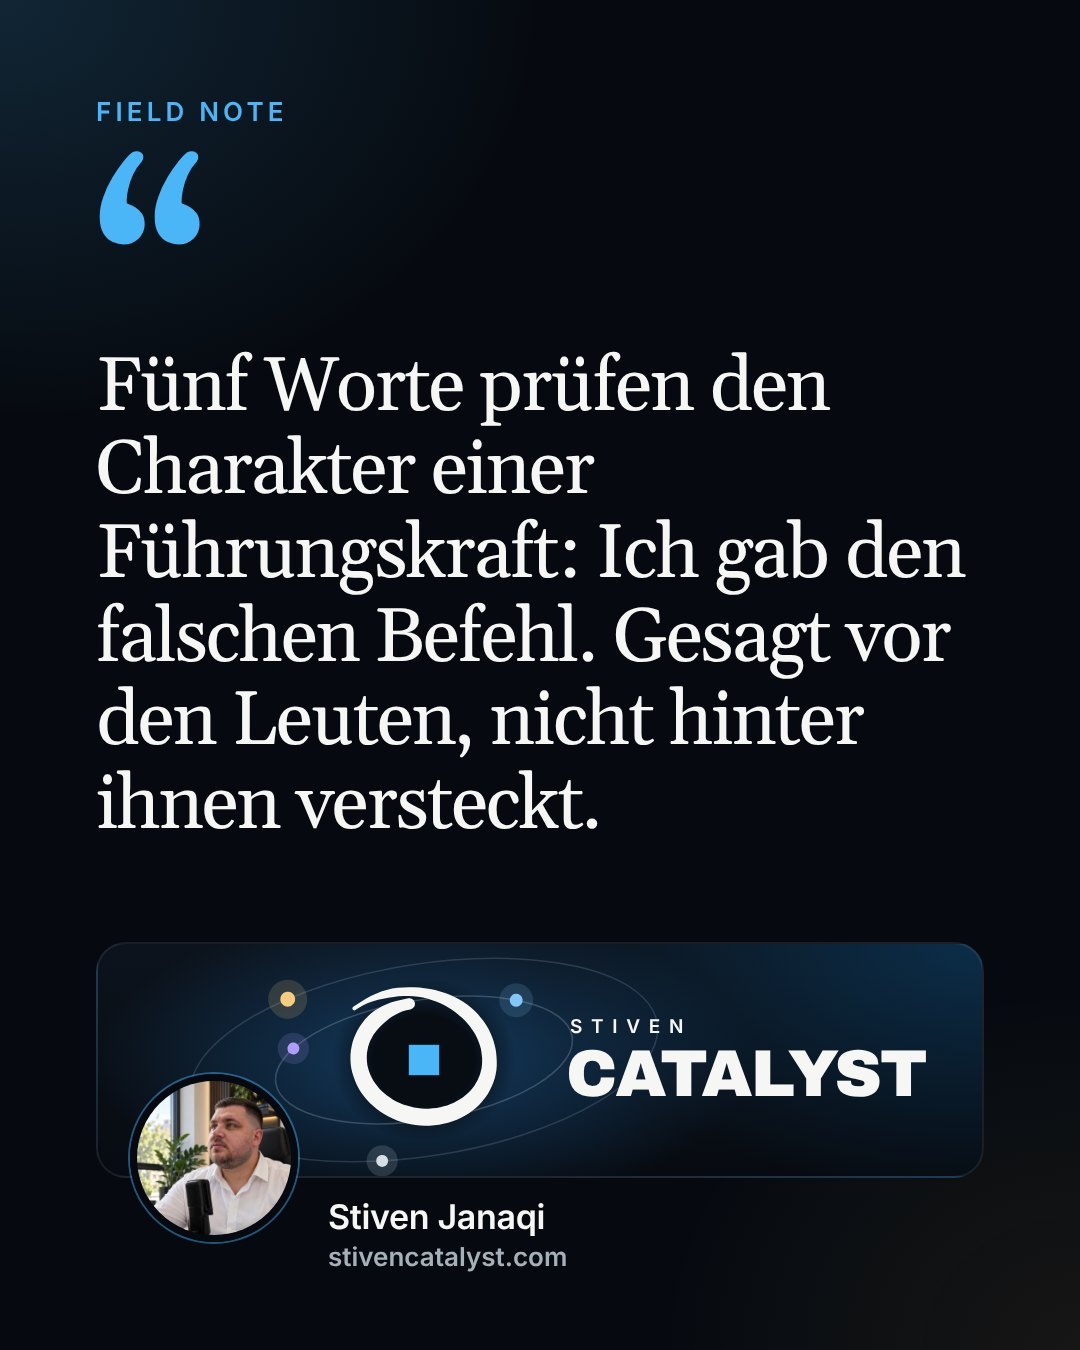 FIELD NOTE
“
Fünf Worte prüfen den
Charakter einer
Führungskraft: Ich gab den
falschen Befehl. Gesagt vor
den Leuten, nicht hinter
ihnen versteckt.
STIVEN
CATALYST
Stiven Janaqi
stivencatalyst.com